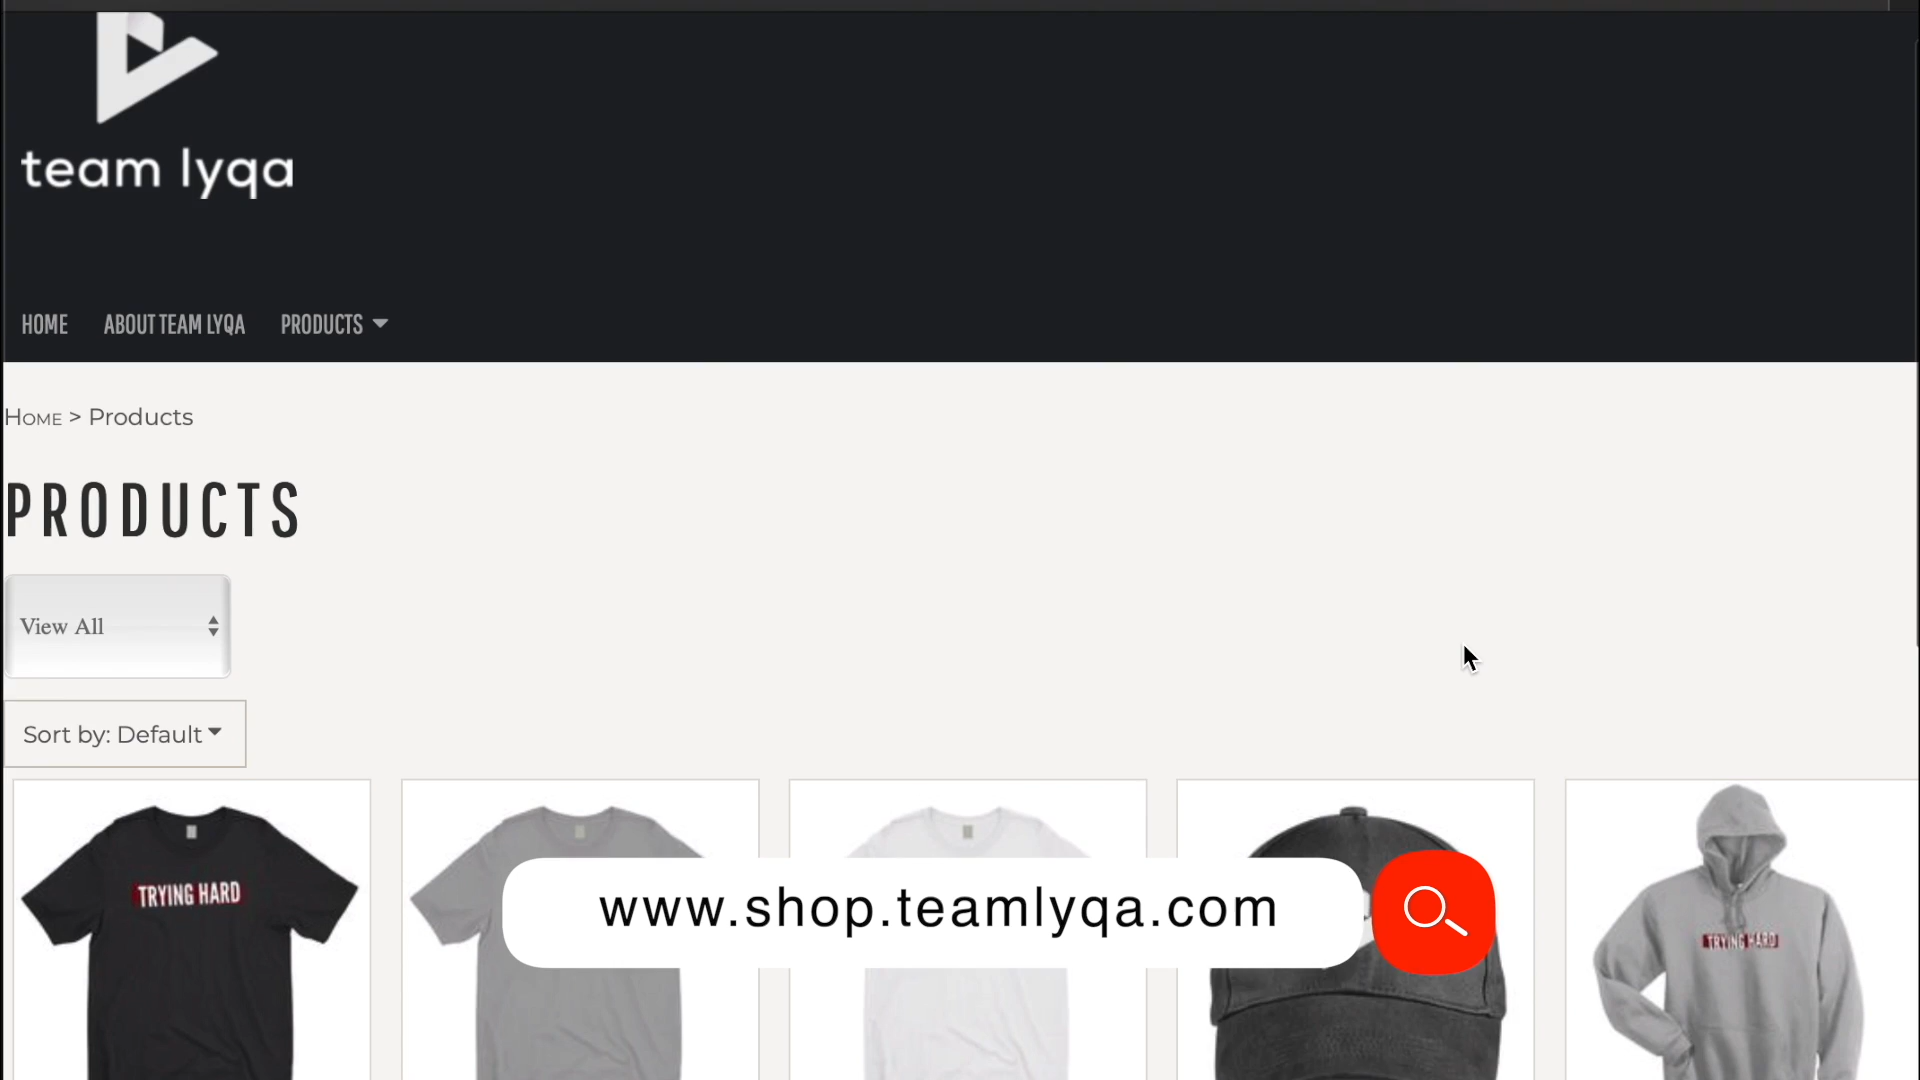 team lyqa
HOME ABOUT TEAM LYQA PRODUCTS
Home > Products
PRODUCTS
View All
Sort by: Default
TRYING HARD
TRYING HARD
www.shop.teamlyqa.com